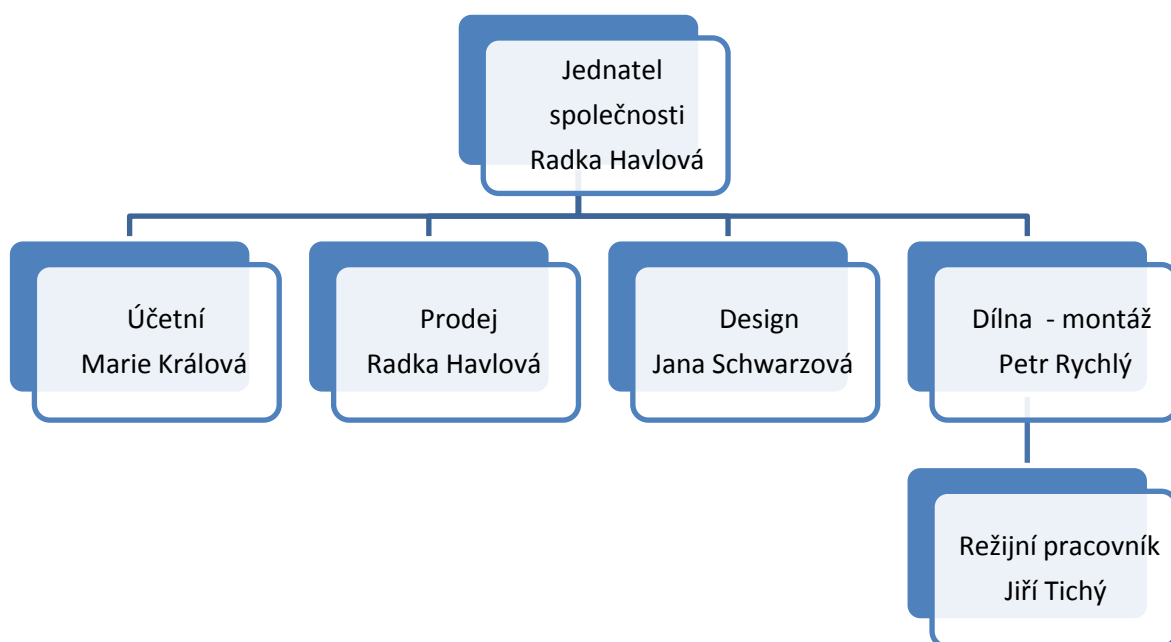 Jednatel
společnosti
Radka Havlová
Účetní
Marie Králová
Prodej
Radka Havlová
Design
Jana Schwarzová
Dílna - montáž
Petr Rychlý
Režijní pracovník
Jiří Tichý